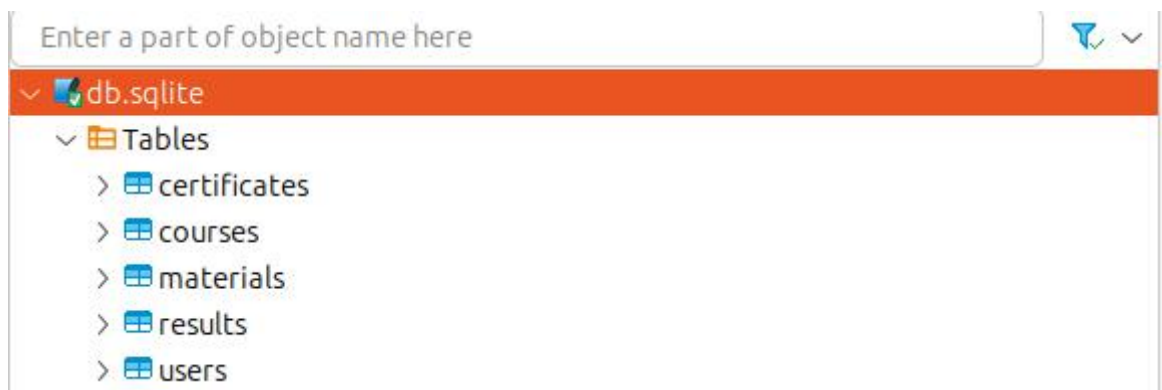 Enter a part of object name here
db.sqlite
Tables
certificates
courses
materials
results
users